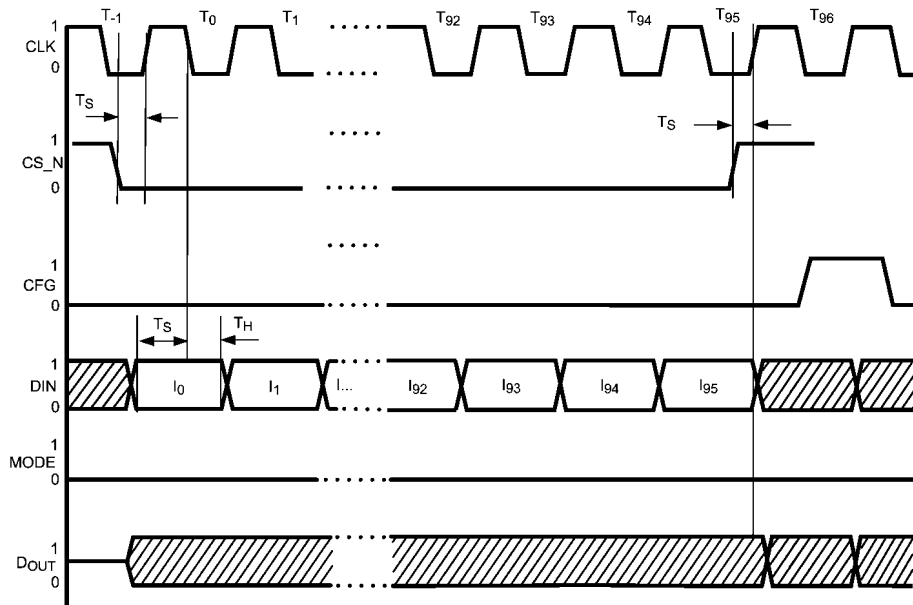 T-1 T0 T1 T92 T93 T94 T95 T96
1
CLK
0
TS TS
1
CS_N
0
1
CFG
0
TS TH
1
DIN I0 I1 I... I92 I93 I94 I95
0
1
MODE
0
1
DOUT
0